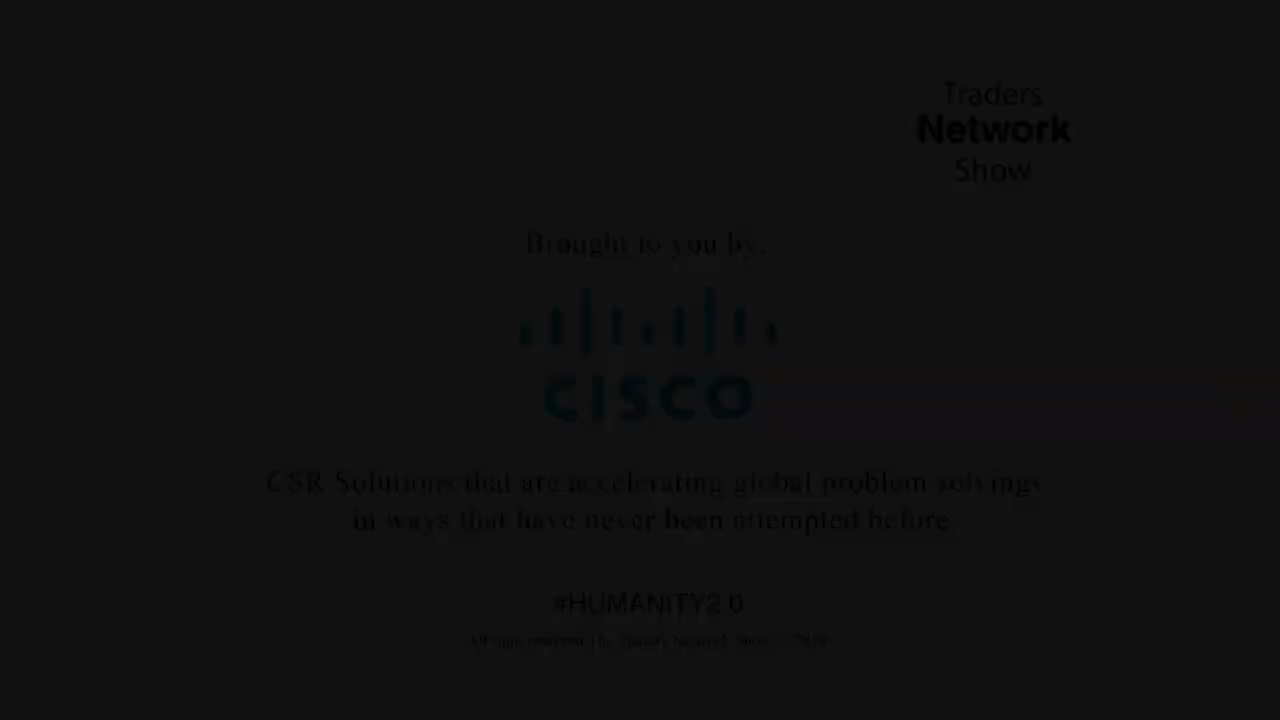 Traders
Network
Show
Brought to you by.
CISCO
CSR Solutions that are accelerating global problem solvings
in ways that have never been attempted before.
#HUMANITY2.0